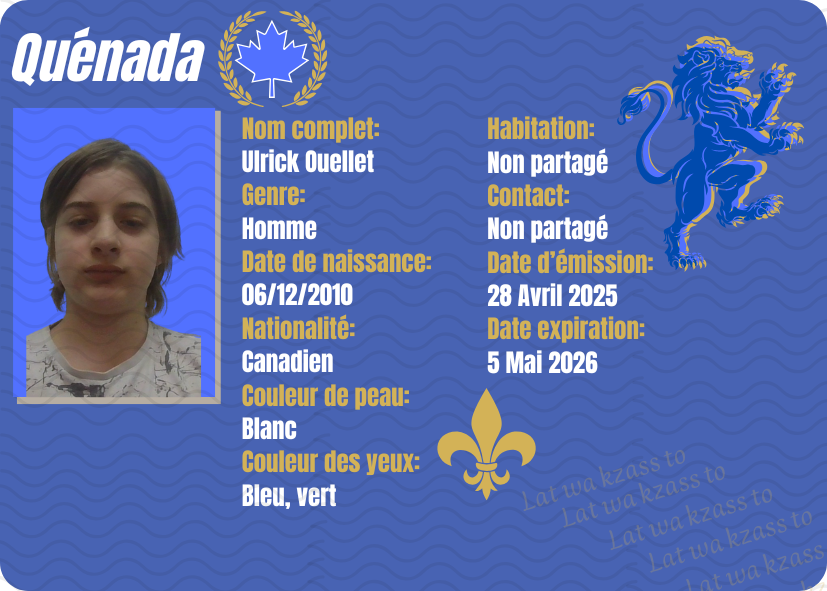 Quénada
Nom complet:
Ulrick Ouellet
Genre:
Homme
Date de naissance:
06/12/2010
Nationalité:
Canadien
Couleur de peau:
Blanc
Couleur des yeux:
Bleu, vert
Habitation:
Non partagé
Contact:
Non partagé
Date d’émission:
28 Avril 2025
Date expiration:
5 Mai 2026
Lat wa kzass to
Lat wa kzass to
Lat wa kzass to
Lat wa kzass to
Lat wa kzass